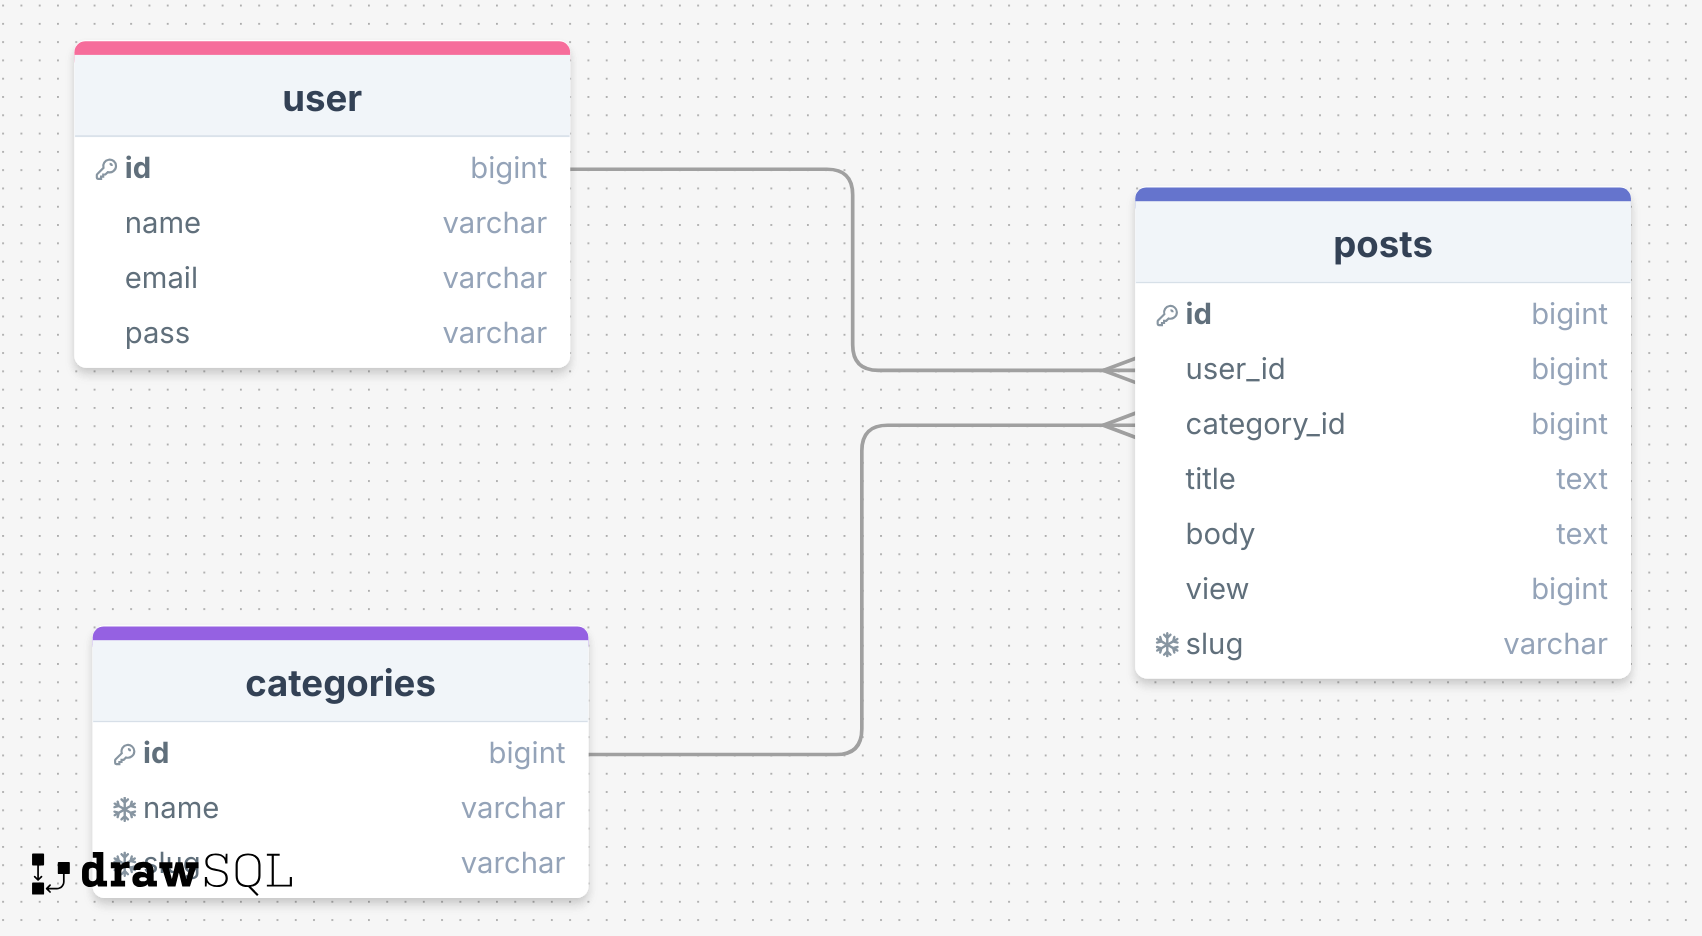 user
id bigint
name varchar
email varchar
pass varchar
posts
id bigint
user_id bigint
category_id bigint
title text
body text
view bigint
slug varchar
categories
id bigint
name varchar
slug varchar
drawSQL